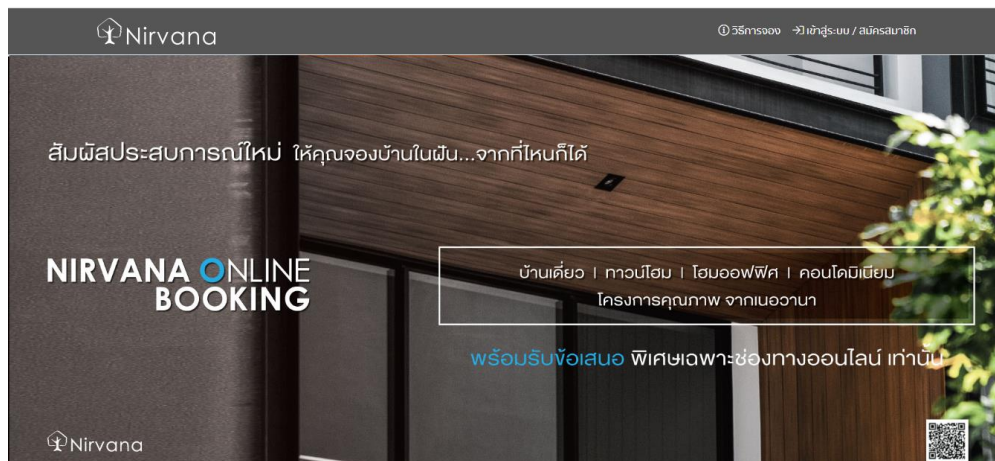 Nirvana
วิธีการจอง เข้าสู่ระบบ / สมัครสมาชิก
สัมผัสประสบการณ์ใหม่ ให้คุณจองบ้านในฝัน...จากที่ไหนก็ได้
NIRVANA ONLINE
BOOKING
บ้านเดี่ยว | ทาวน์โฮม | โฮมออฟฟิศ | คอนโดมิเนียม
โครงการคุณภาพ จากเนอวานา
พร้อมรับข้อเสนอ พิเศษเฉพาะช่องทางออนไลน์ เท่านั้น
Nirvana